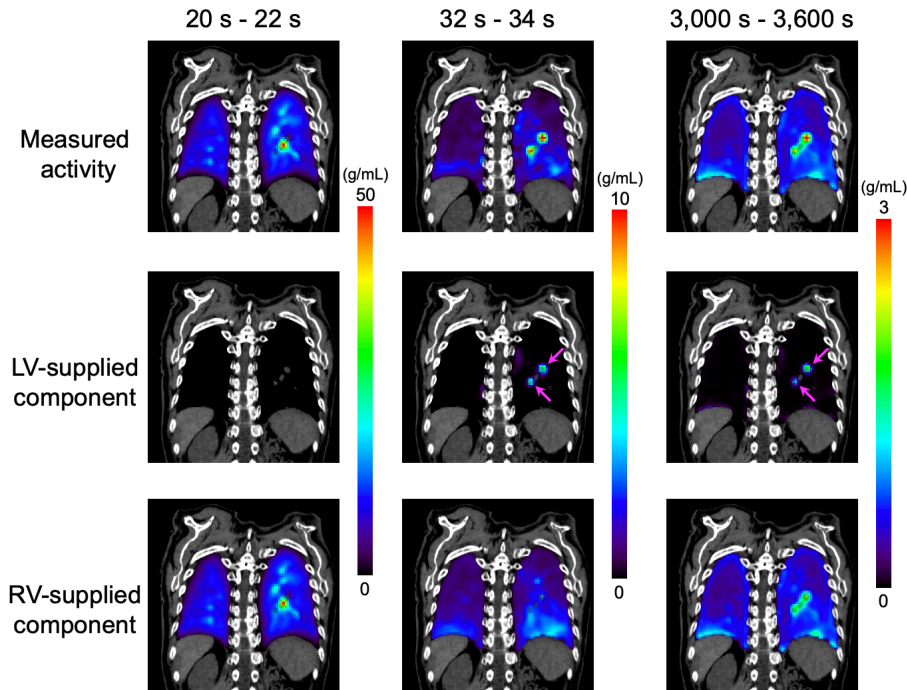 20 s - 22 s
32 s - 34 s
3,000 s - 3,600 s
Measured
activity
(g/mL)
50
0
(g/mL)
10
0
(g/mL)
3
0
LV-supplied
component
RV-supplied
component